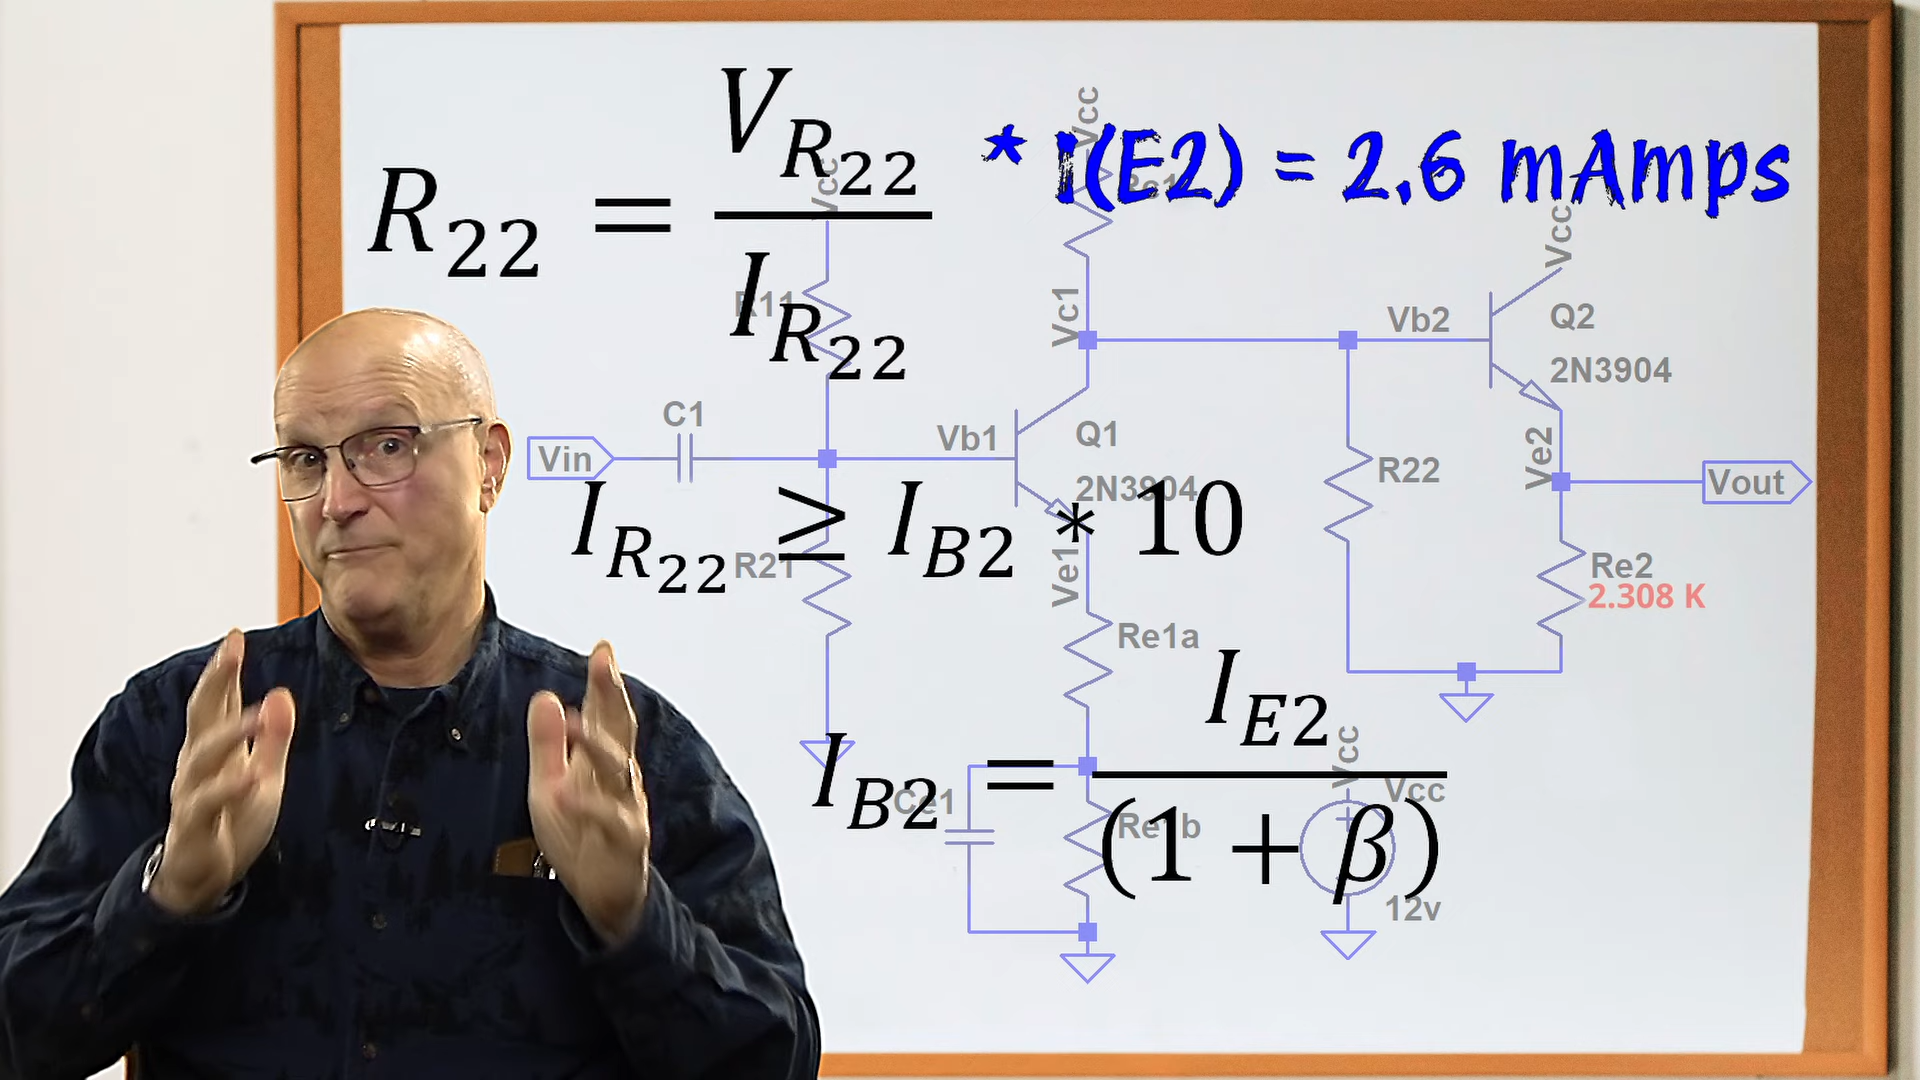 R22 = VR22 / IR22
* I(E2) = 2.6 mAmps
IR22 ≥ IB2 * 10
IB2 = IE2 / (1 + β)
Vcc
R11
C1
Vin
R21
Vb1
Vcc
Vc1
Q1
2N3904
Ve1
Re1a
Ce1
Re1b
Vb2
R22
Vcc
Q2
2N3904
Ve2
Vout
Re2
2.308 K
Vcc
Vcc
+
12v